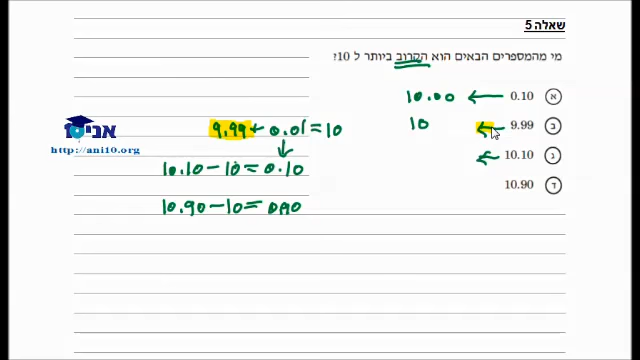 שאלה 5
מי מהמספרים הבאים הוא הקרוב ביותר ל 10?
א 0.10 ← 10.00
ב 9.99 ← 10
ג 10.10 ←
ד 10.90
9.99 + 0.01 = 10
10.10 - 10 = 0.10
10.90 - 10 = 0.90
אני10
http://ani10.org